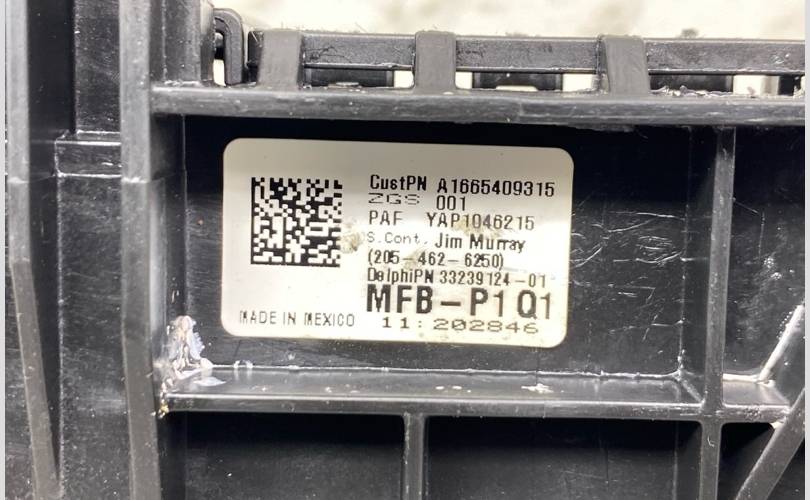 CustPN A1665409315
ZGS 001
PAF YAP1046215
S.Cont. Jim Murray
(205-462-6250)
DelphiPN 33239124-01
MFB-P1Q1
MADE IN MEXICO
11:202846